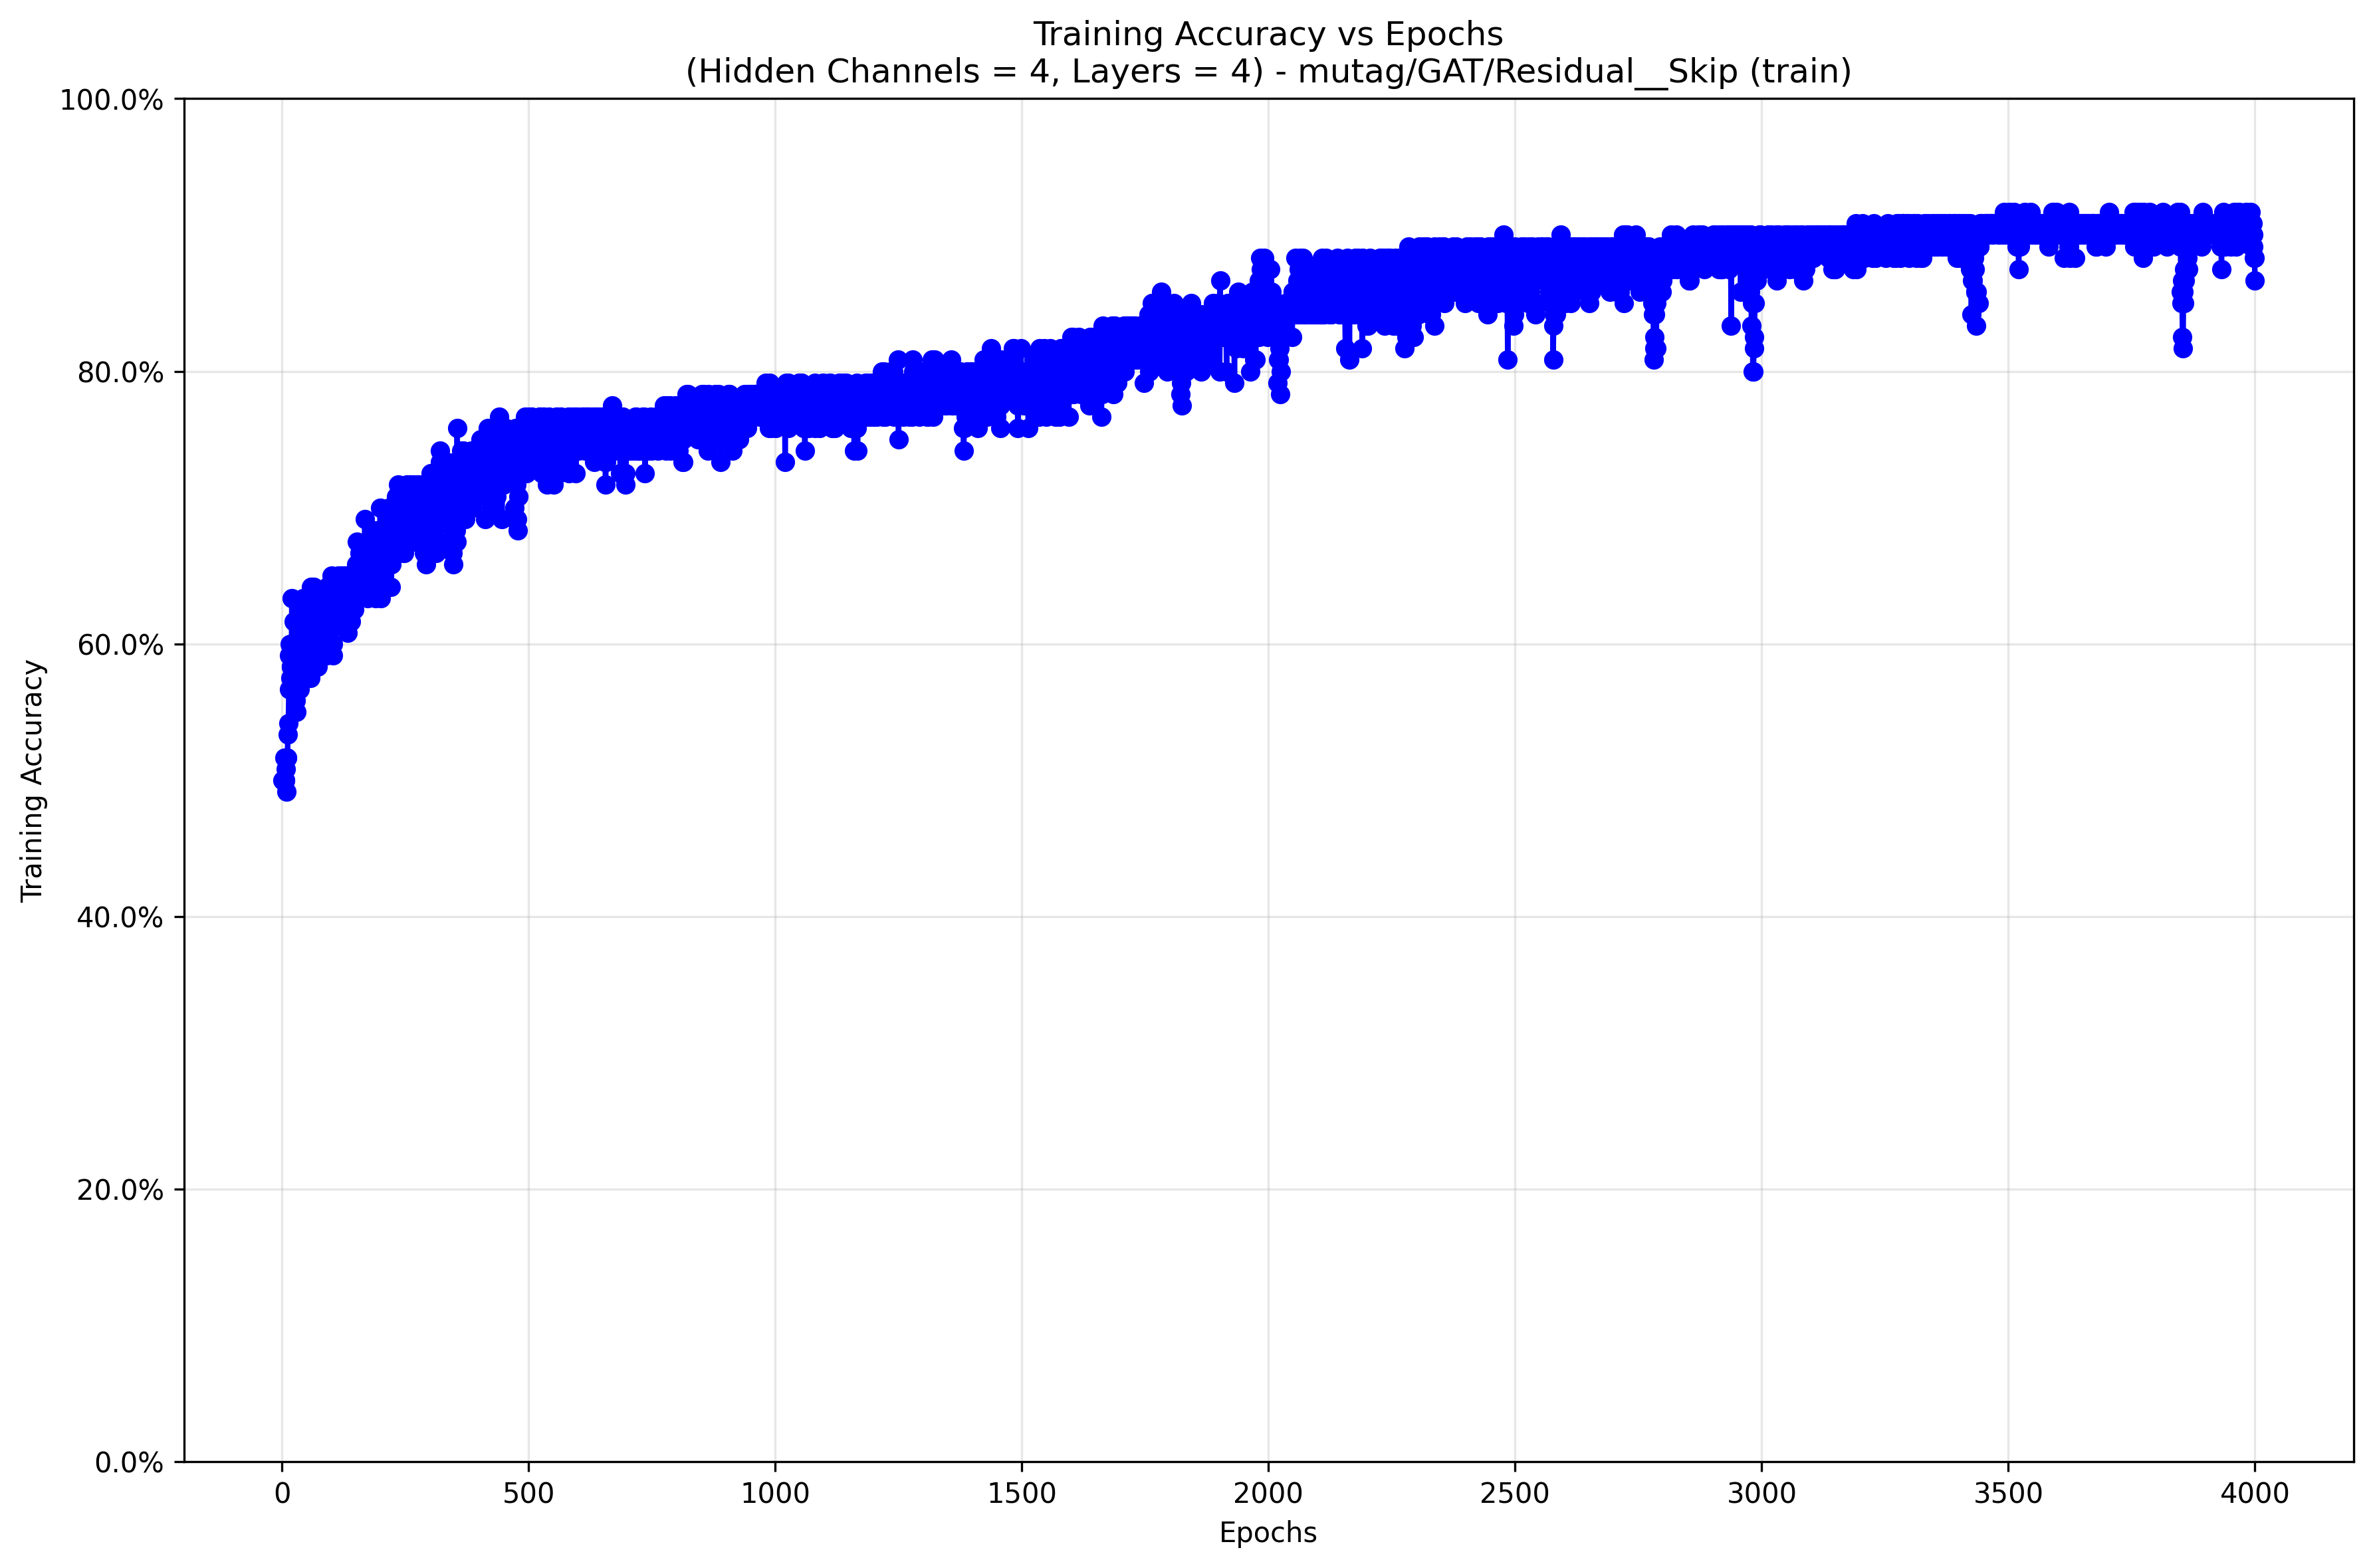 Training Accuracy vs Epochs
(Hidden Channels = 4, Layers = 4) - mutag/GAT/Residual__Skip (train)
Training Accuracy
100.0%
80.0%
60.0%
40.0%
20.0%
0.0%
0 500 1000 1500 2000 2500 3000 3500 4000
Epochs